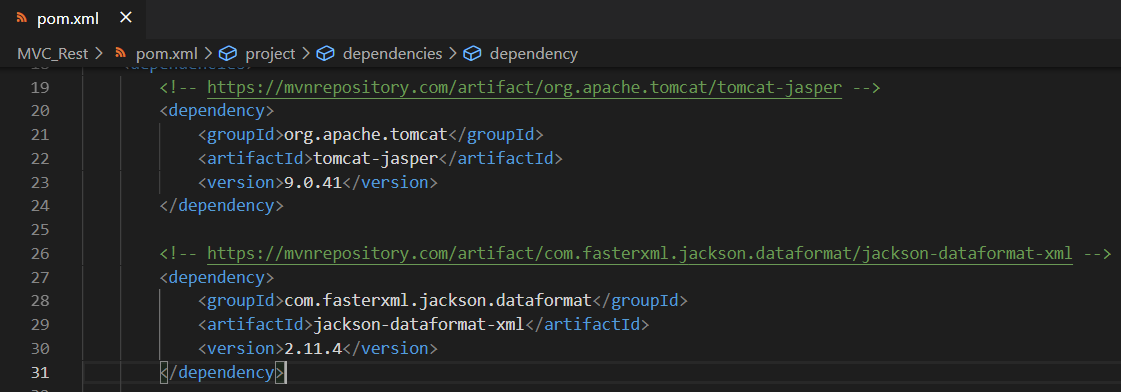 pom.xml
MVC_Rest > pom.xml > project > dependencies > dependency
19 <!-- https://mvnrepository.com/artifact/org.apache.tomcat/tomcat-jasper -->
20 <dependency>
21 <groupId>org.apache.tomcat</groupId>
22 <artifactId>tomcat-jasper</artifactId>
23 <version>9.0.41</version>
24 </dependency>
25
26 <!-- https://mvnrepository.com/artifact/com.fasterxml.jackson.dataformat/jackson-dataformat-xml -->
27 <dependency>
28 <groupId>com.fasterxml.jackson.dataformat</groupId>
29 <artifactId>jackson-dataformat-xml</artifactId>
30 <version>2.11.4</version>
31 </dependency>